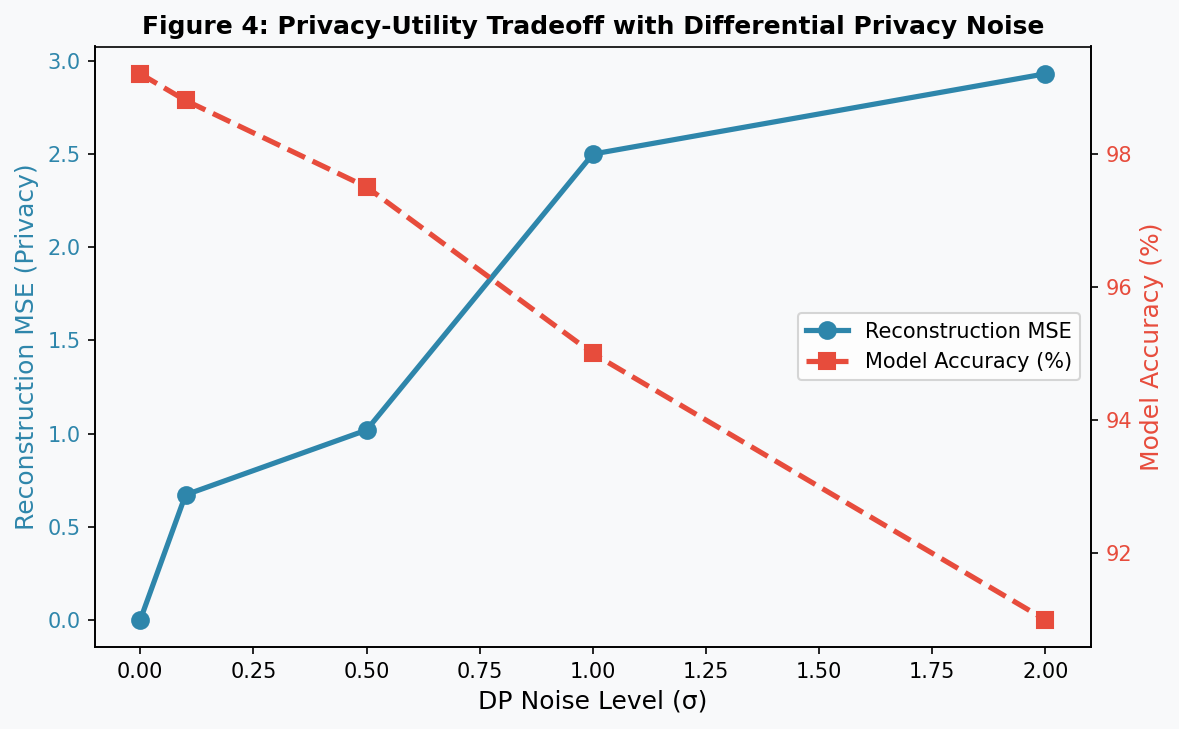 Figure 4: Privacy-Utility Tradeoff with Differential Privacy Noise
Reconstruction MSE (Privacy)
3.0
2.5
2.0
1.5
1.0
0.5
0.0
98
96
94
92
Model Accuracy (%)
Reconstruction MSE
Model Accuracy (%)
0.00 0.25 0.50 0.75 1.00 1.25 1.50 1.75 2.00
DP Noise Level (σ)